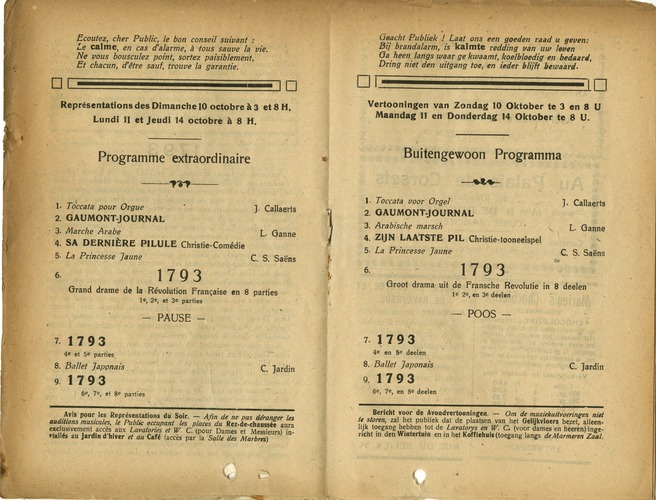 Ecoutez, cher Public, le bon conseil suivant :
Le calme, en cas d'alarme, à tous sauve la vie.
Ne vous bousculez point, sortez paisiblement,
Et chacun, d'être sauf, trouve la garantie.
Représentations des Dimanche 10 octobre à 3 et 8 H.
Lundi 11 et Jeudi 14 octobre à 8 H.
Programme extraordinaire
1. Toccata pour Orgue J. Callaerts
2. GAUMONT-JOURNAL
3. Marche Arabe L. Ganne
4. SA DERNIÈRE PILULE Christie-Comédie
5. La Princesse Jaune C. S. Saëns
6. 1793
Grand drame de la Révolution Française en 8 parties
1e, 2e, et 3e parties
— PAUSE —
7. 1793
4e et 5e parties
8. Ballet Japonais C. Jardin
9. 1793
6e, 7e, et 8e parties
Avis pour les Représentations du Soir. — Afin de ne pas déranger les
auditions musicales, le Public occupant les places du Rez-de-chaussée aura
exclusivement accès aux Lavatories et W. C. (pour Dames et Messieurs) in-
stallés au Jardin d'hiver et au Café (accès par la Salle des Marbres)
Geacht Publiek ! Laat ons een goeden raad u geven:
Bij brandalarm, is kalmte redding van uw leven
Ga heen langs waar ge kwaamt, koelbloedig en bedaard,
Dring niet den uitgang toe, en ieder blijft bewaard.
Vertooningen van Zondag 10 Oktober te 3 en 8 U
Maandag 11 en Donderdag 14 Oktober te 8 U.
Buitengewoon Programma
1. Toccata voor Orgel J. Callaerts
2. GAUMONT-JOURNAL
3. Arabische marsch L. Ganne
4. ZIJN LAATSTE PIL Christie-tooneelspel
5. La Princesse Jaune C. S. Saëns
6. 1793
Groot drama uit de Fransche Revolutie in 8 deelen
1e 2e, en 3e deelen
— POOS —
7. 1793
4e en 5e deelen
8. Ballet Japonais C. Jardin
9. 1793
6e, 7e, en 8e deelen
Bericht voor de Avondvertooningen. — Om de muziekuitvoeringen niet
te storen, zal het publiek dat de plaatsen van het Gelijkvloers bezet, alleen-
lijk toegang hebben tot de Lavatorys en W. C. (voor dames en heeren) inge-
richt in den Wintertuin en in het Koffiehuis (toegang langs de Marmeren Zaal.